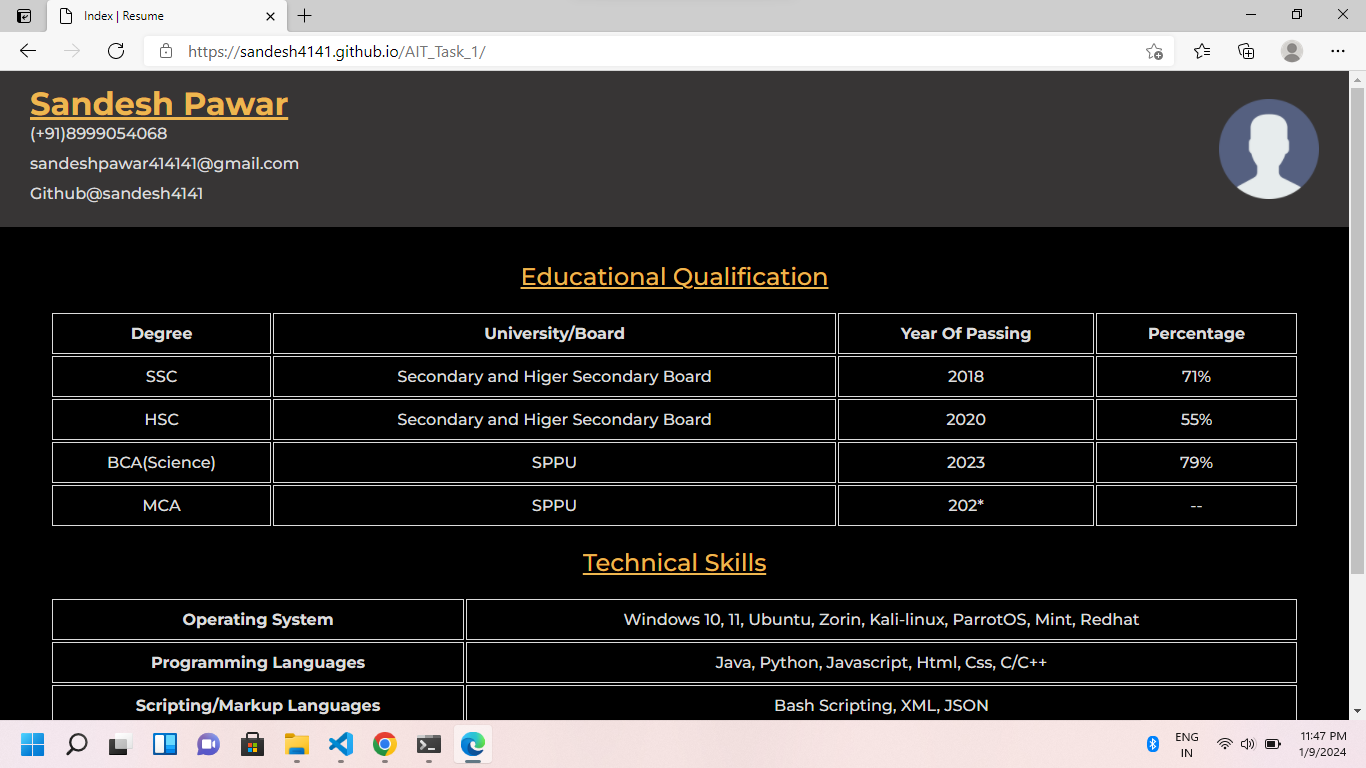 Index | Resume
https://sandesh4141.github.io/AIT_Task_1/
Sandesh Pawar
(+91)8999054068
sandeshpawar414141@gmail.com
Github@sandesh4141
Educational Qualification
Degree University/Board Year Of Passing Percentage
SSC Secondary and Higer Secondary Board 2018 71%
HSC Secondary and Higer Secondary Board 2020 55%
BCA(Science) SPPU 2023 79%
MCA SPPU 202* --
Technical Skills
Operating System Windows 10, 11, Ubuntu, Zorin, Kali-linux, ParrotOS, Mint, Redhat
Programming Languages Java, Python, Javascript, Html, Css, C/C++
Scripting/Markup Languages Bash Scripting, XML, JSON
ENG 11:47 PM
IN 1/9/2024